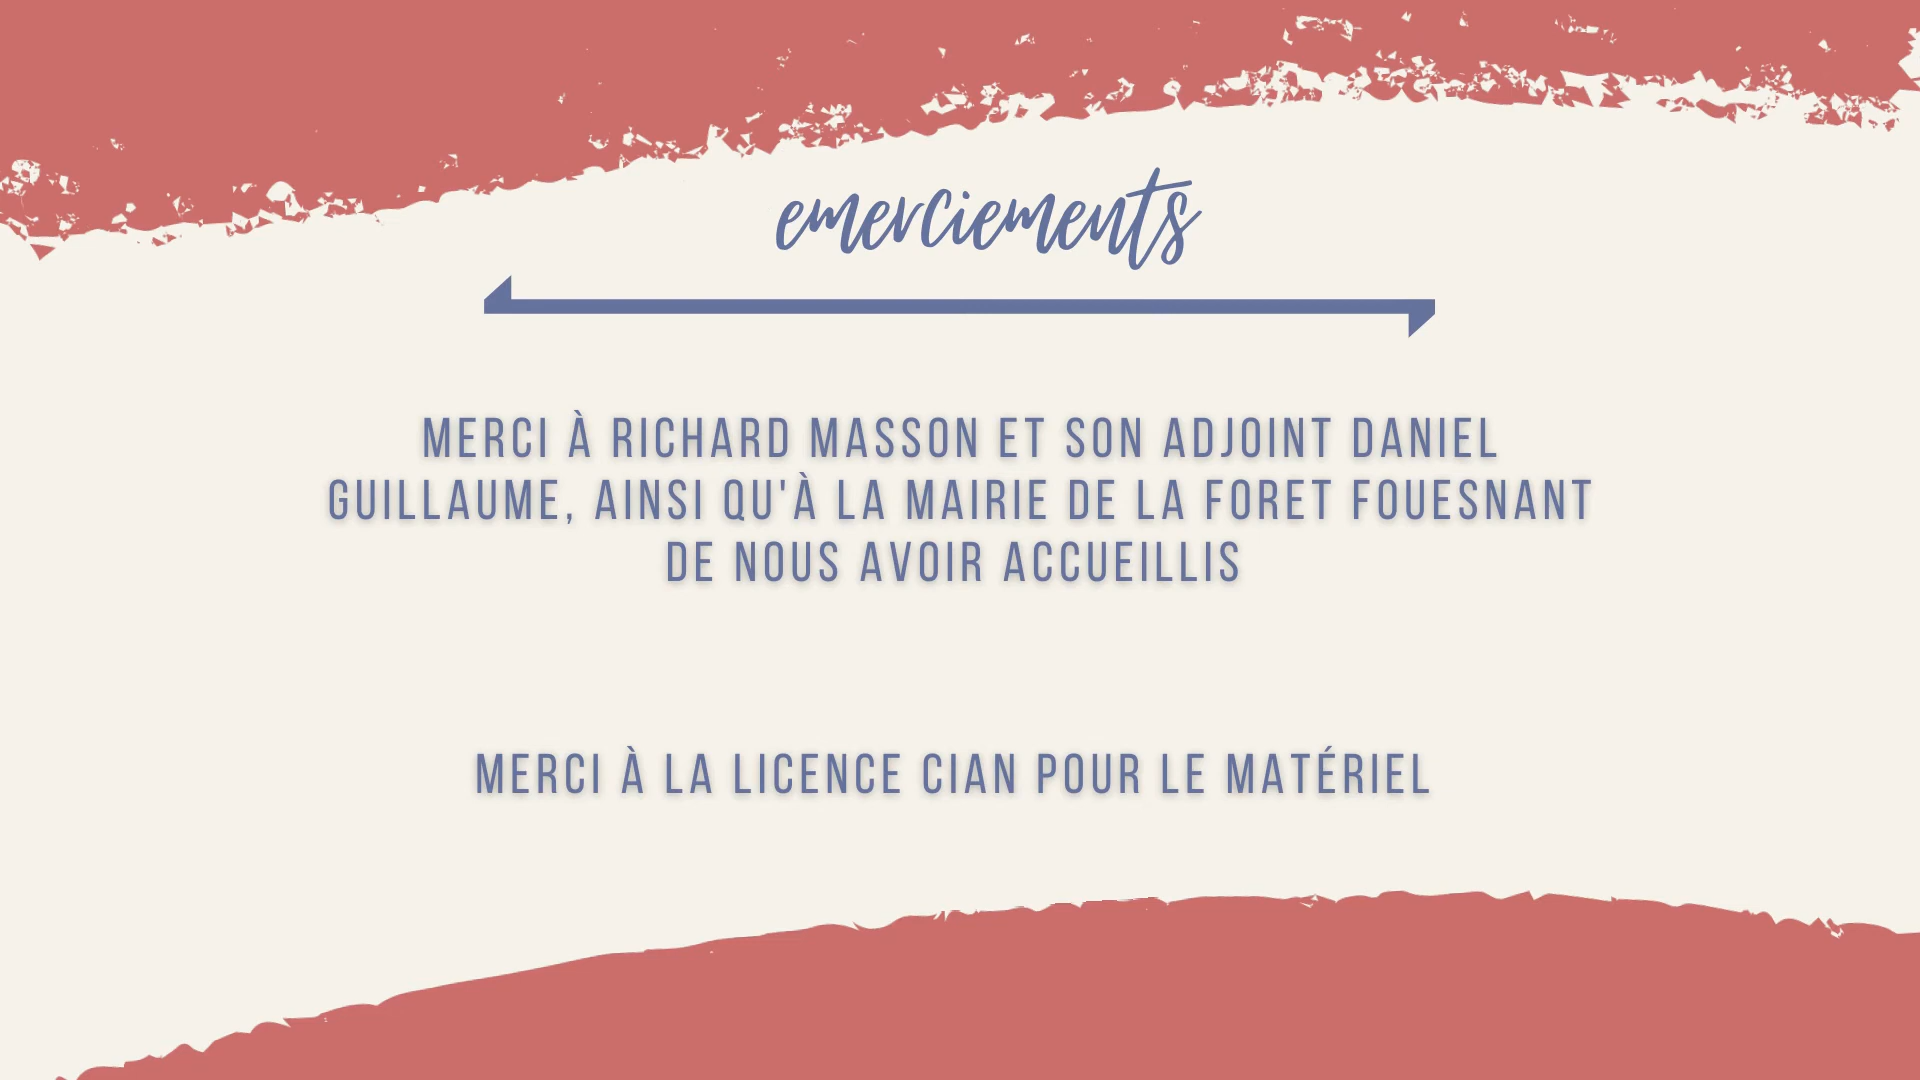 emerciements
MERCI À RICHARD MASSON ET SON ADJOINT DANIEL
GUILLAUME, AINSI QU'À LA MAIRIE DE LA FORET FOUESNANT
DE NOUS AVOIR ACCUEILLIS
MERCI À LA LICENCE CIAN POUR LE MATÉRIEL